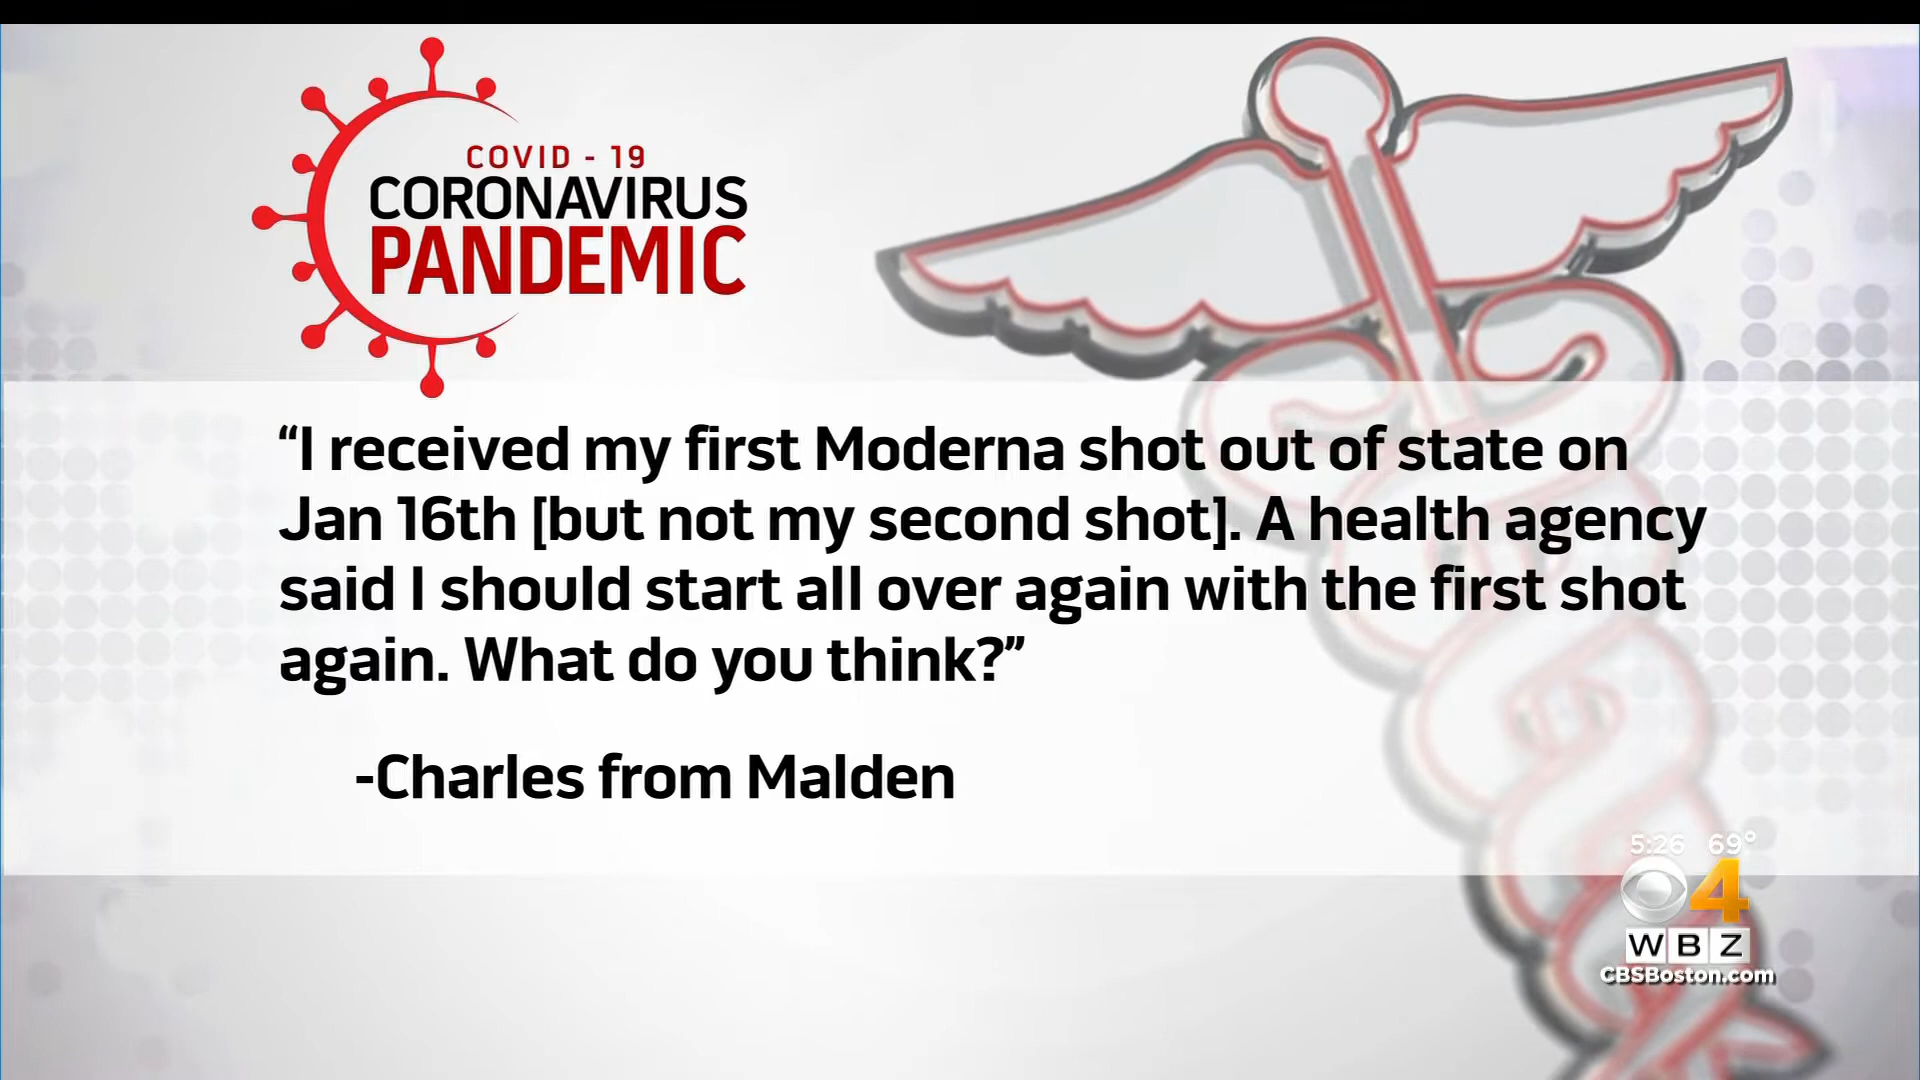 COVID - 19
CORONAVIRUS
PANDEMIC
“I received my first Moderna shot out of state on
Jan 16th [but not my second shot]. A health agency
said I should start all over again with the first shot
again. What do you think?”
-Charles from Malden
5:26 69°
4
WBZ
CBSBoston.com